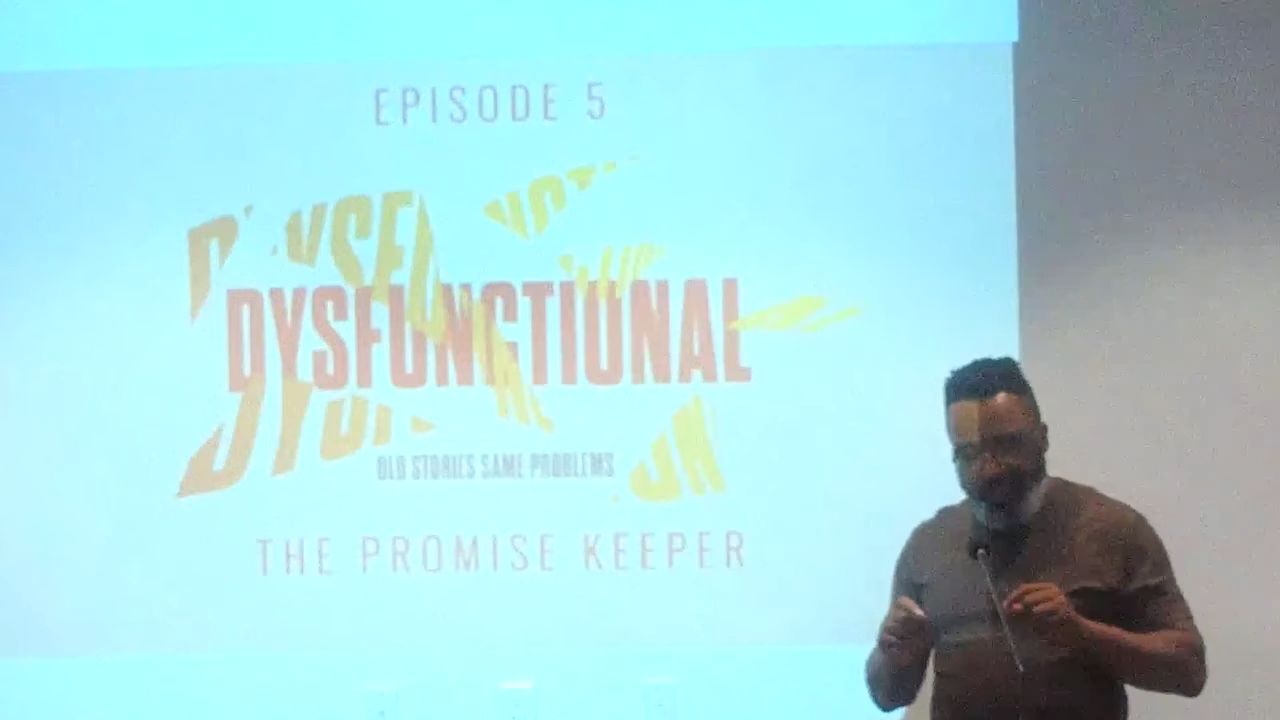 EPISODE 5
DYSFUNCTIONAL
OLD STORIES SAME PROBLEMS
THE PROMISE KEEPER